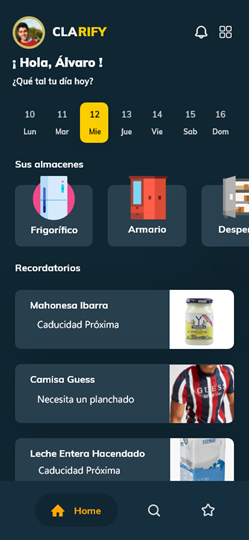 CLARIFY
¡ Hola, Álvaro !
¿Qué tal tu día hoy?
10 11 12 13 14 15 16
Lun Mar Mie Jue Vie Sab Dom
Sus almacenes
Frigorífico Armario Despen
Recordatorios
Mahonesa Ibarra
Caducidad Próxima
Camisa Guess
Necesita un planchado
GUESS
Leche Entera Hacendado
Caducidad Próxima
Home